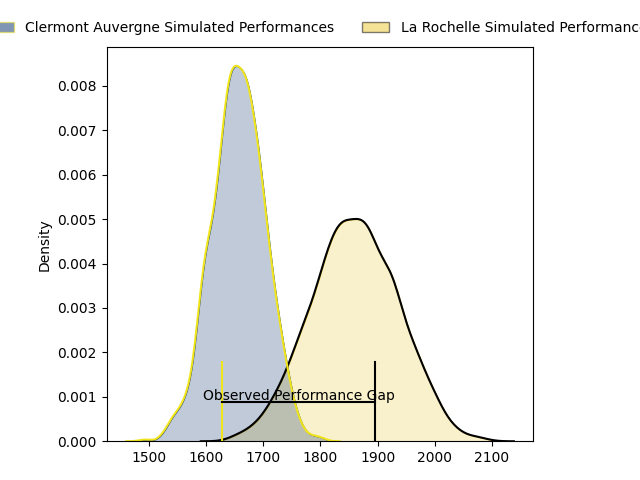 Clermont Auvergne Simulated Performances La Rochelle Simulated Performanc
Density
0.008
0.007
0.006
0.005
0.004
0.003
0.002
0.001
0.000
Observed Performance Gap
1500 1600 1700 1800 1900 2000 2100